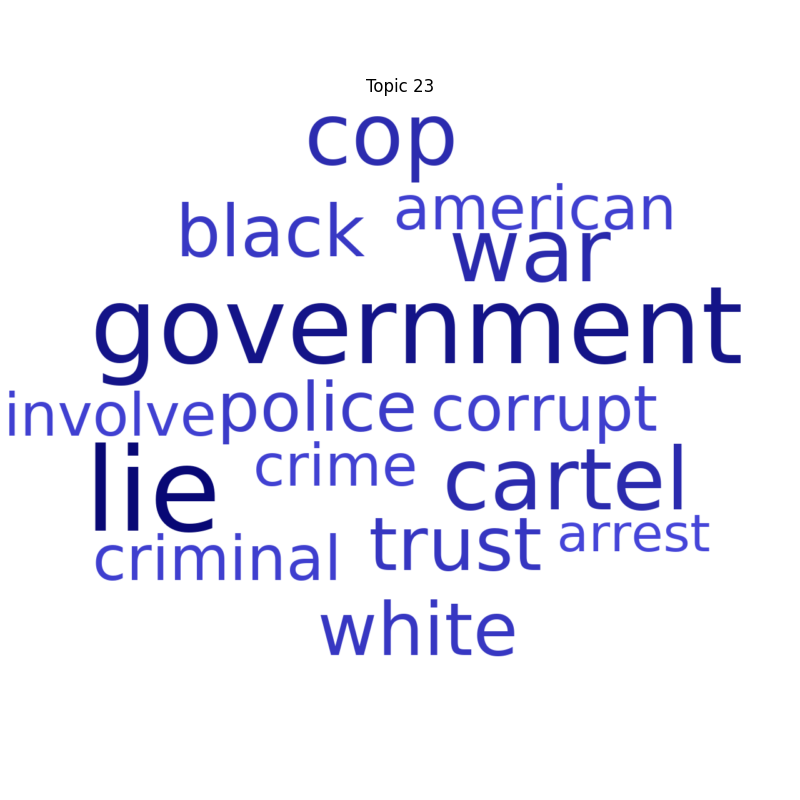 Topic 23
cop
american
black
war
government
involve police corrupt
crime
lie cartel
trust arrest
criminal
white